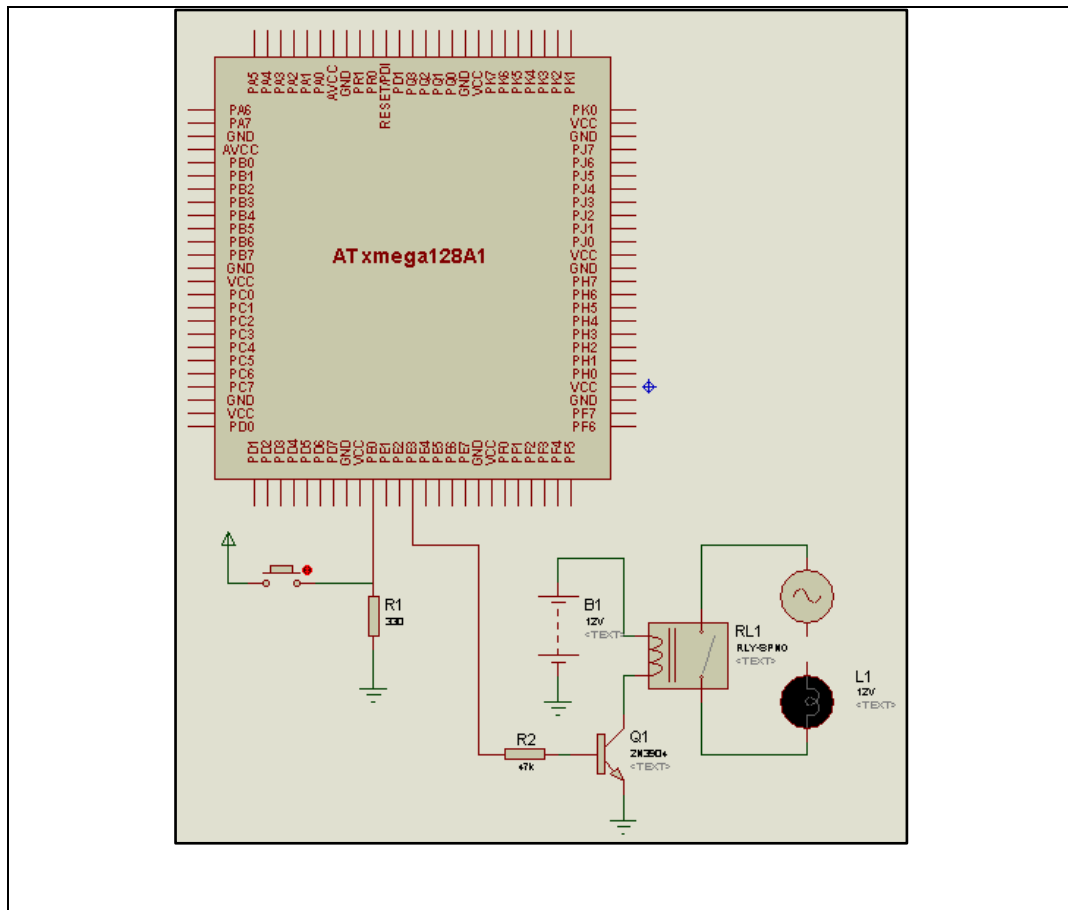 PA5
PA4
PA3
PA2
PA1
PA0
AVCC
GND
PR1
PR0
RESET/PDI
PD1
PQ3
PQ2
PQ1
PQ0
GND
VCC
PK7
PK6
PK5
PK4
PK3
PK2
PK1
PA6
PA7
GND
AVCC
PB0
PB1
PB2
PB3
PB4
PB5
PB6
PB7
GND
VCC
PC0
PC1
PC2
PC3
PC4
PC5
PC6
PC7
GND
VCC
PD0
ATxmega128A1
PK0
VCC
GND
PJ7
PJ6
PJ5
PJ4
PJ3
PJ2
PJ1
PJ0
VCC
GND
PH7
PH6
PH5
PH4
PH3
PH2
PH1
PH0
VCC
GND
PF7
PF6
PD1
PD2
PD3
PD4
PD5
PD6
PD7
GND
VCC
PE0
PE1
PE2
PE3
PE4
PE5
PE6
PE7
GND
VCC
PF0
PF1
PF2
PF3
PF4
PF5
R1
330
B1
12V
<TEXT>
RL1
RLY-SPNO
<TEXT>
L1
12V
<TEXT>
R2
47k
Q1
2N3904
<TEXT>